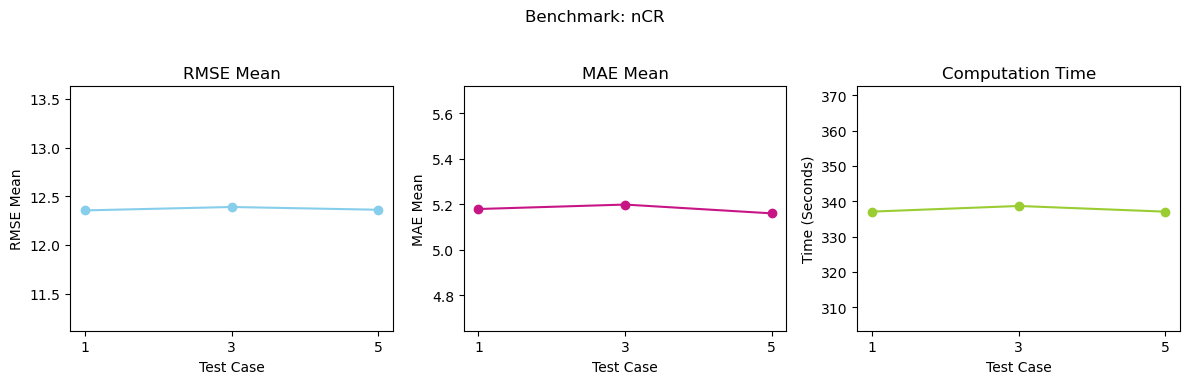 Benchmark: nCR
RMSE Mean
RMSE Mean
13.5
13.0
12.5
12.0
11.5
1 3 5
Test Case
MAE Mean
MAE Mean
5.6
5.4
5.2
5.0
4.8
1 3 5
Test Case
Computation Time
Time (Seconds)
370
360
350
340
330
320
310
1 3 5
Test Case